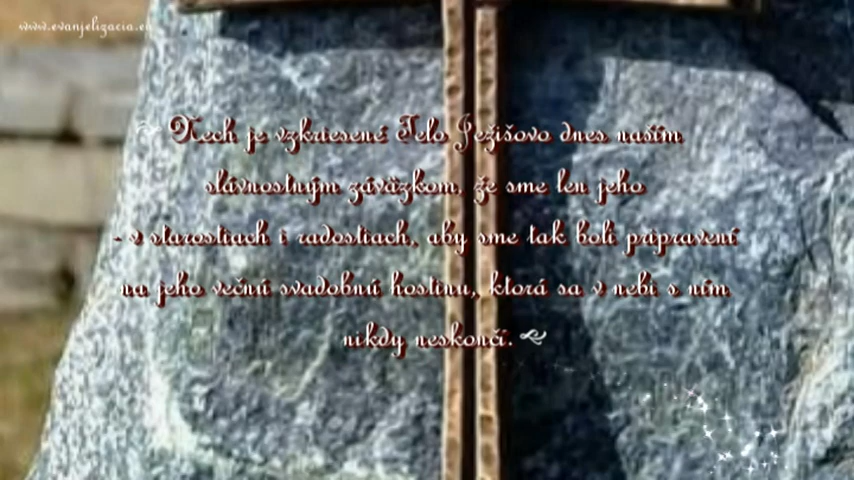 www.evanjelizacia.eu
Nech je vzkriesené Telo Ježišovo dnes naším
slávnostným záväzkom, že sme len jeho
- v starostiach i radostiach, aby sme tak boli pripravení
na jeho večnú svadobnú hostinu, ktorá sa v nebi s ním
nikdy neskončí.